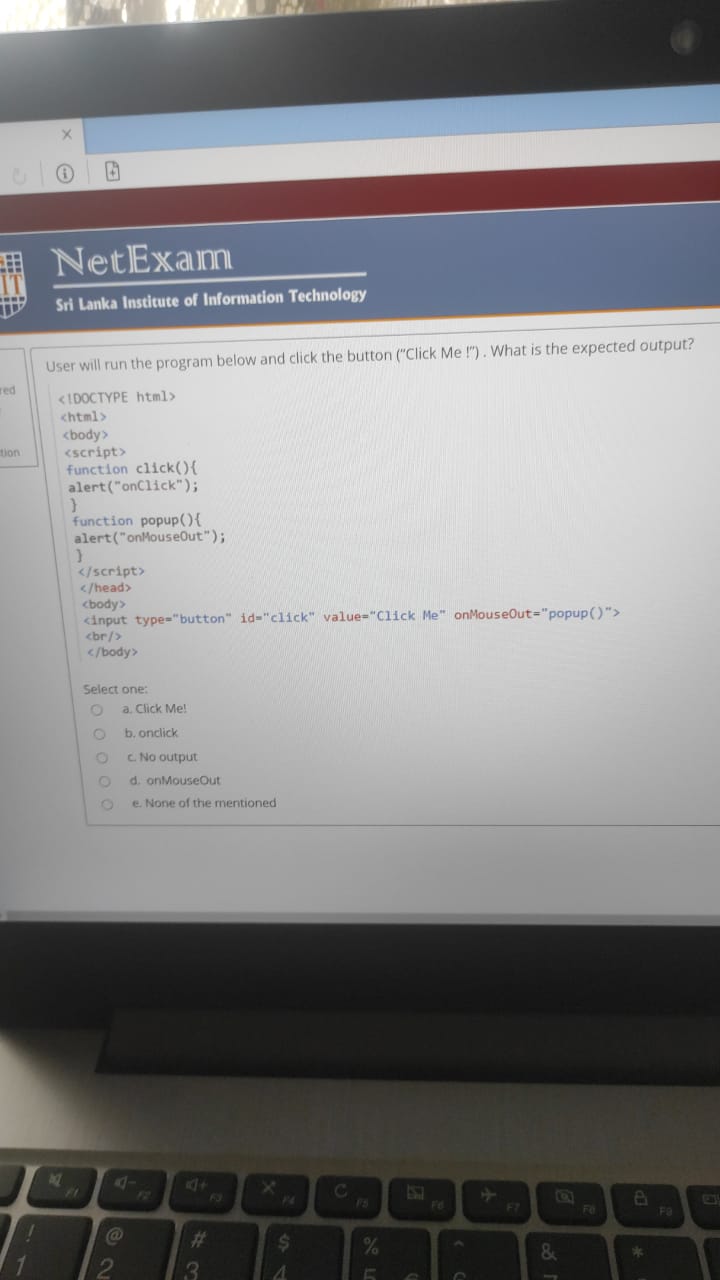 NetExam
IT
Sri Lanka Institute of Information Technology
red
tion
User will run the program below and click the button ("Click Me !") . What is the expected output?
<!DOCTYPE html>
<html>
<body>
<script>
function click(){
alert("onClick");
}
function popup(){
alert("onMouseOut");
}
</script>
</head>
<body>
<input type="button" id="click" value="Click Me" onMouseOut="popup()">
<br/>
</body>
Select one:
a. Click Me!
b. onclick
c. No output
d. onMouseOut
e. None of the mentioned
F1 F2 F3 F4 F5 F6 F7 F8 F9
! @ # $ % ^ & *
1 2 3 4 5